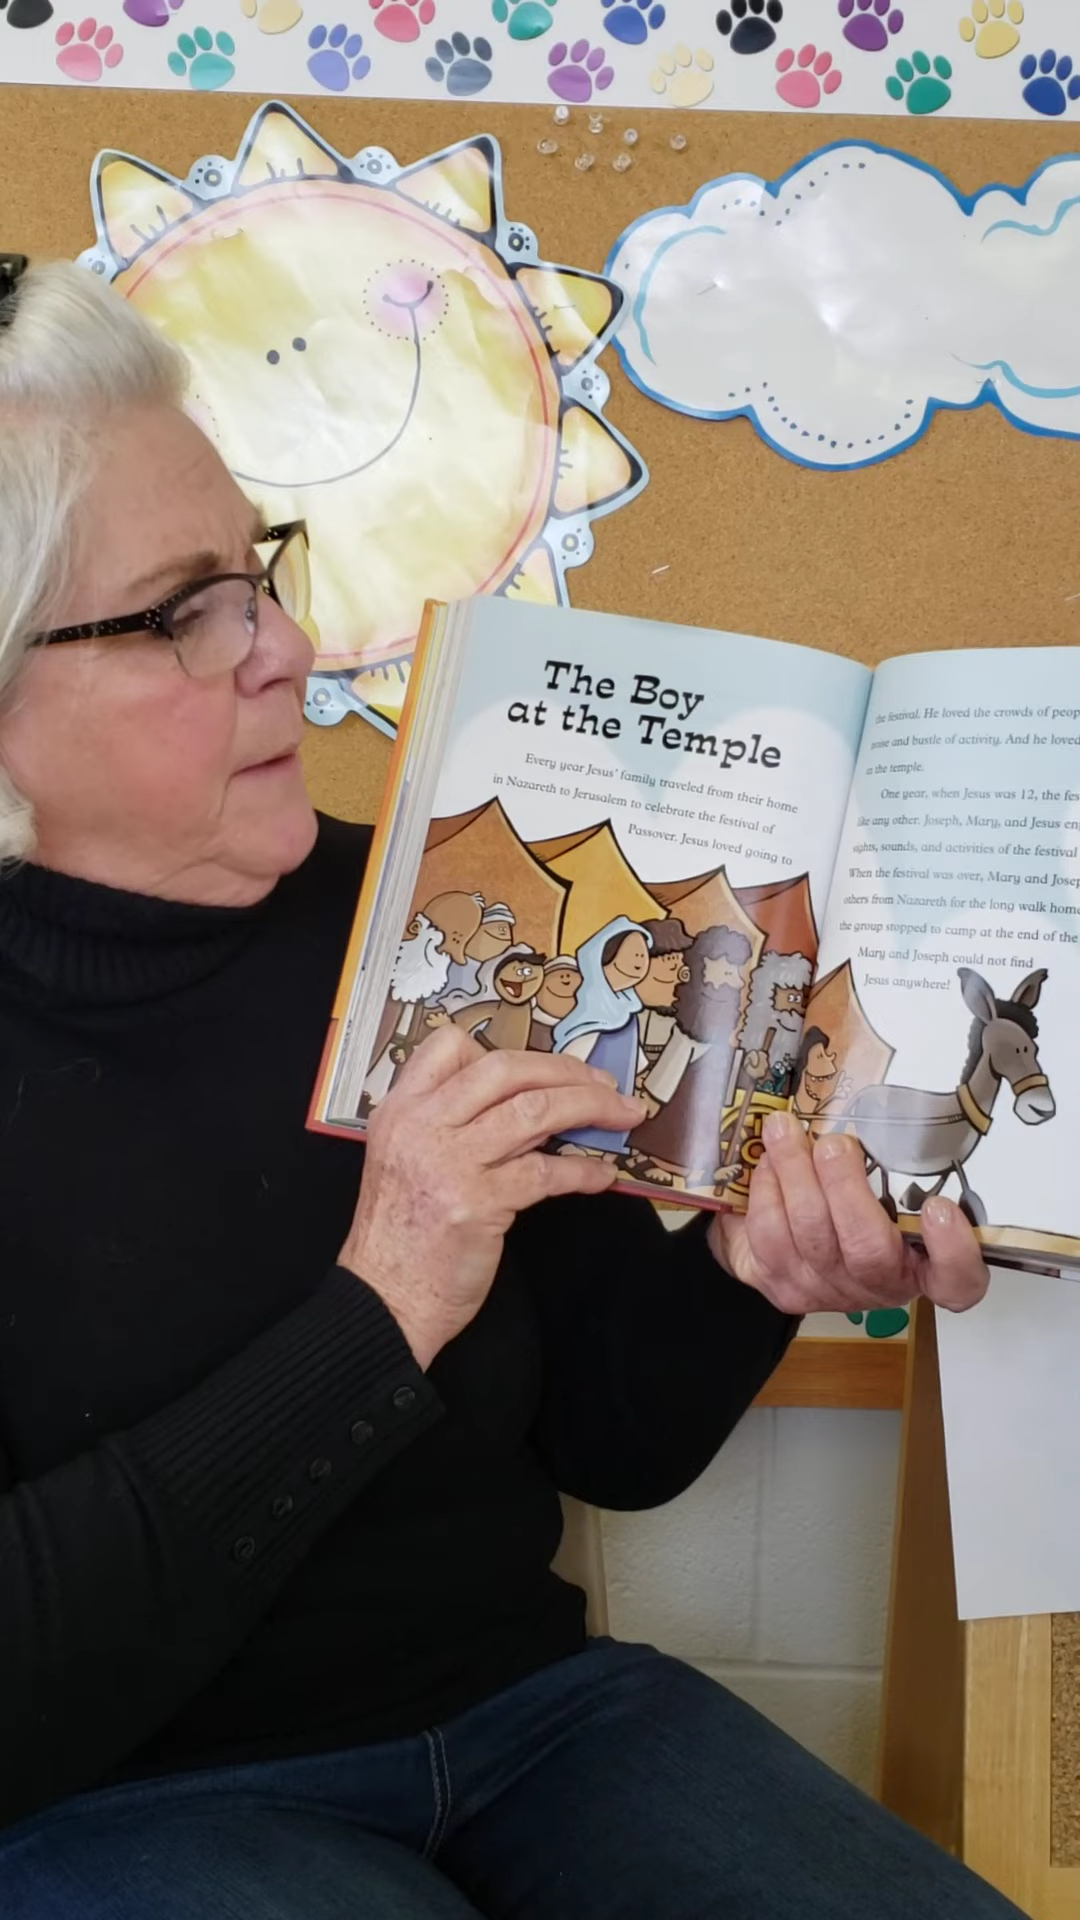 The Boy
at the Temple
Every year Jesus' family traveled from their home
in Nazareth to Jerusalem to celebrate the festival of
Passover. Jesus loved going to
the festival. He loved the crowds of peop
noise and bustle of activity. And he loved
at the temple.
One year, when Jesus was 12, the fes
like any other. Joseph, Mary, and Jesus en
sights, sounds, and activities of the festival
When the festival was over, Mary and Josep
others from Nazareth for the long walk hom
the group stopped to camp at the end of the
Mary and Joseph could not find
Jesus anywhere!